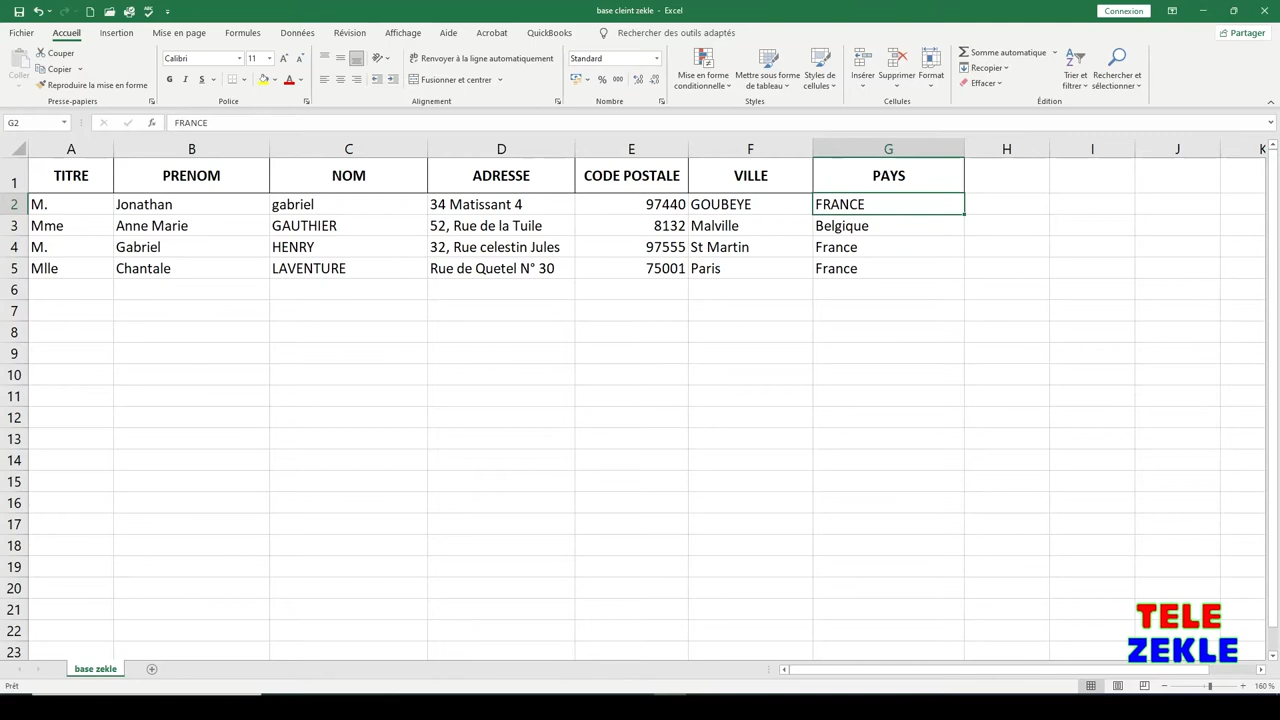 base cleint zekle - Excel
Connexion
Fichier Accueil Insertion Mise en page Formules Données Révision Affichage Aide Acrobat QuickBooks Rechercher des outils adaptés Partager
Coller
Couper
Copier
Reproduire la mise en forme
Presse-papiers
Calibri 11
G I S
Police
Renvoyer à la ligne automatiquement
Fusionner et centrer
Alignement
Standard
% 000
Nombre
Mise en forme conditionnelle
Mettre sous forme de tableau
Styles de cellules
Styles
Insérer
Supprimer
Format
Cellules
Somme automatique
Recopier
Effacer
Trier et filtrer
Rechercher et sélectionner
Édition
G2 fx FRANCE
A B C D E F G H I J K
1 TITRE PRENOM NOM ADRESSE CODE POSTALE VILLE PAYS
2 M. Jonathan gabriel 34 Matissant 4 97440 GOUBEYE FRANCE
3 Mme Anne Marie GAUTHIER 52, Rue de la Tuile 8132 Malville Belgique
4 M. Gabriel HENRY 32, Rue celestin Jules 97555 St Martin France
5 Mlle Chantale LAVENTURE Rue de Quetel N° 30 75001 Paris France
6
7
8
9
10
11
12
13
14
15
16
17
18
19
20
21
22
23
TELE
ZEKLE
base zekle
Prêt
160 %